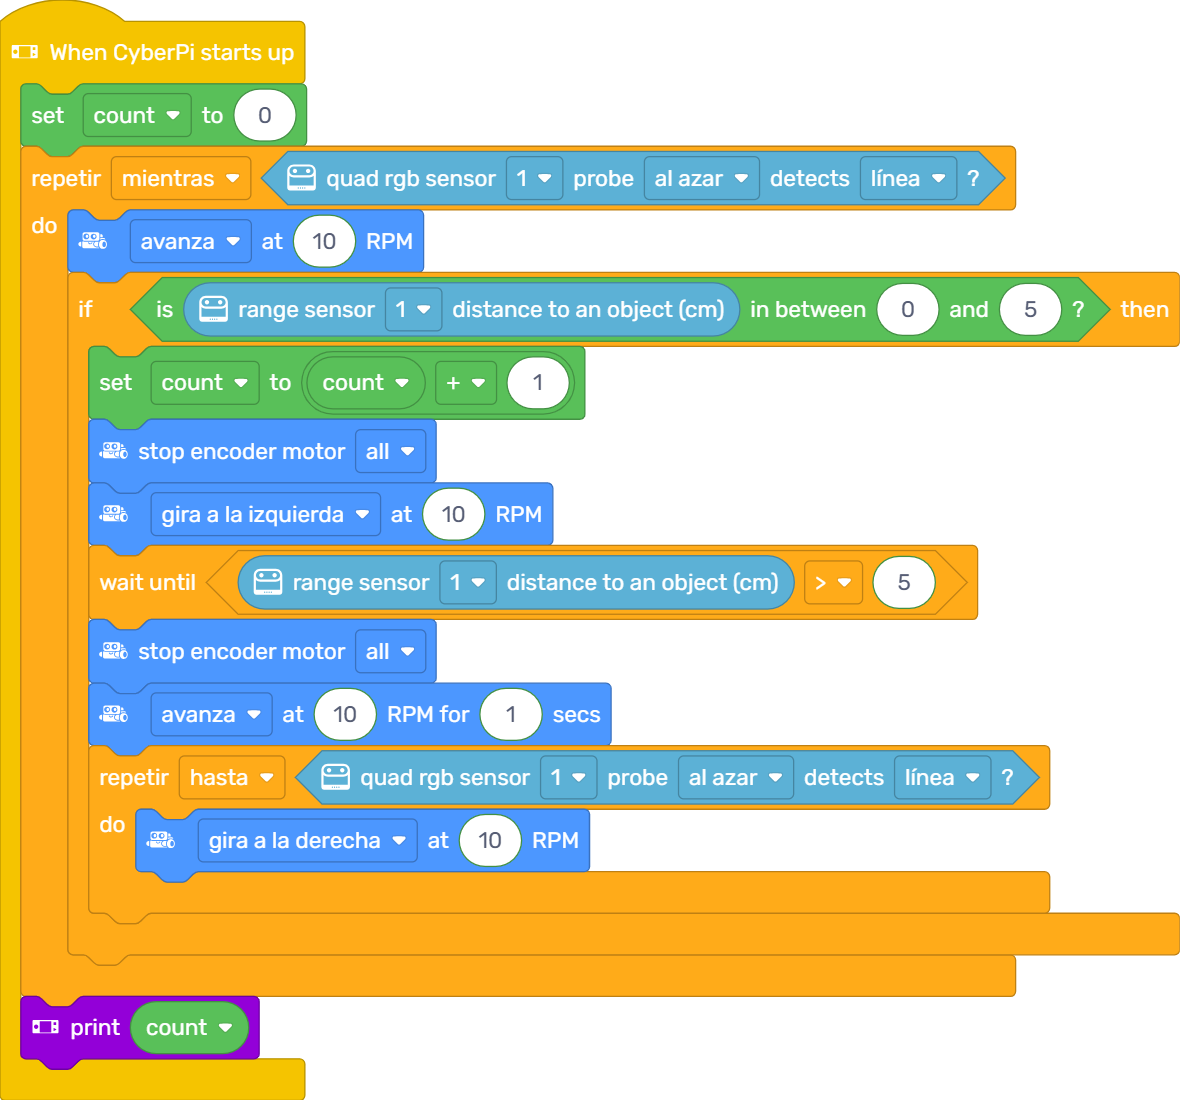 When CyberPi starts up
set count to 0
repetir mientras quad rgb sensor 1 probe al azar detects línea ?
do avanza at 10 RPM
if is range sensor 1 distance to an object (cm) in between 0 and 5 ? then
set count to count + 1
stop encoder motor all
gira a la izquierda at 10 RPM
wait until range sensor 1 distance to an object (cm) > 5
stop encoder motor all
avanza at 10 RPM for 1 secs
repetir hasta quad rgb sensor 1 probe al azar detects línea ?
do gira a la derecha at 10 RPM
print count